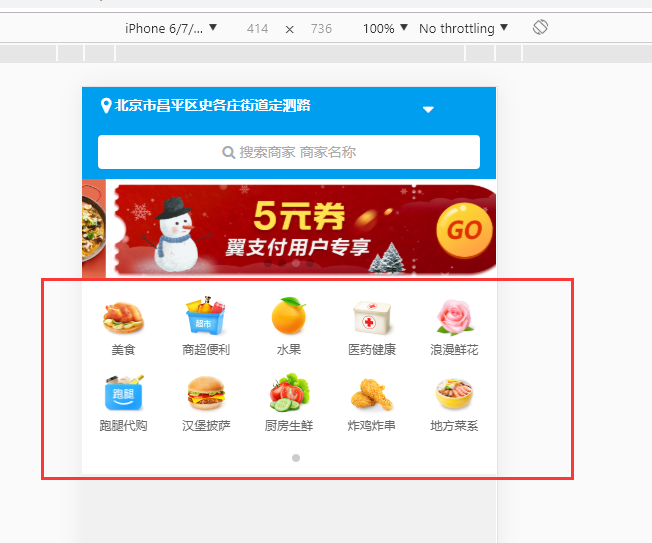 iPhone 6/7/... ▼ 414 × 736 100% ▼ No throttling ▼
北京市昌平区史各庄街道定泗路
搜索商家 商家名称
5元券
翼支付用户专享
GO
超市
美食 商超便利 水果 医药健康 浪漫鲜花
跑腿
跑腿代购 汉堡披萨 厨房生鲜 炸鸡炸串 地方菜系